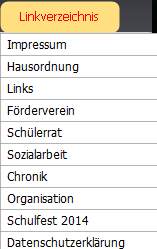 Linkverzeichnis
Impressum
Hausordnung
Links
Förderverein
Schülerrat
Sozialarbeit
Chronik
Organisation
Schulfest 2014
Datenschutzerklärung